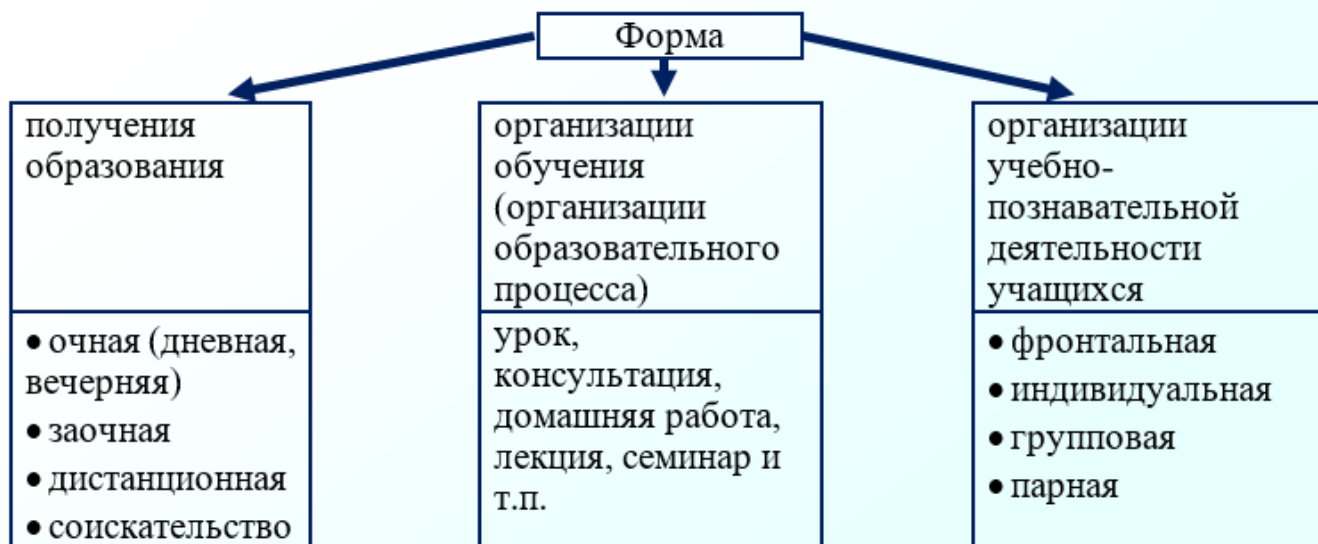 Форма
получения
образования
организации
обучения
(организации
образовательного
процесса)
организации
учебно-
познавательной
деятельности
учащихся
• очная (дневная,
вечерняя)
• заочная
• дистанционная
• соискательство
урок,
консультация,
домашняя работа,
лекция, семинар и
т.п.
• фронтальная
• индивидуальная
• групповая
• парная